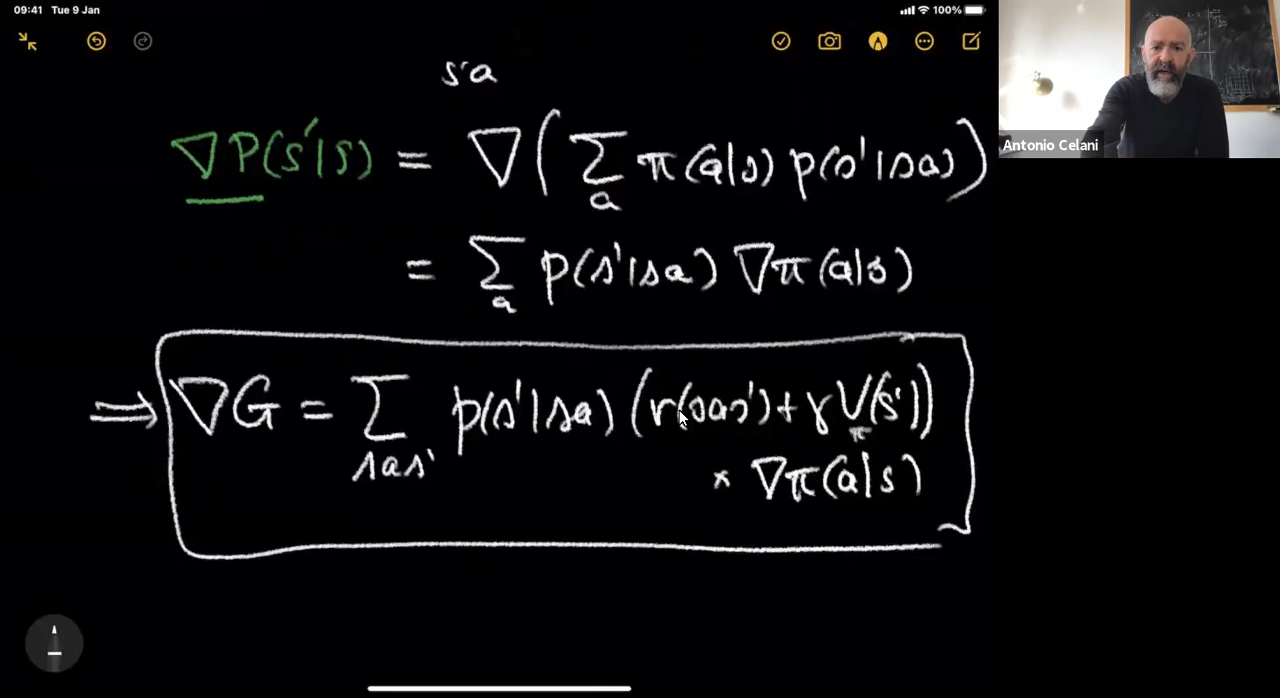 09:41 Tue 9 Jan 100%
s'a
∇P(s'|s) = ∇(∑ π(a|s) p(s'|sa))
a
= ∑ p(s'|sa) ∇π(a|s)
a
⇒ ∇G = ∑ p(s'|sa) (r(sas') + γ V(s'))
sas' π
× ∇π(a|s)
Antonio Celani